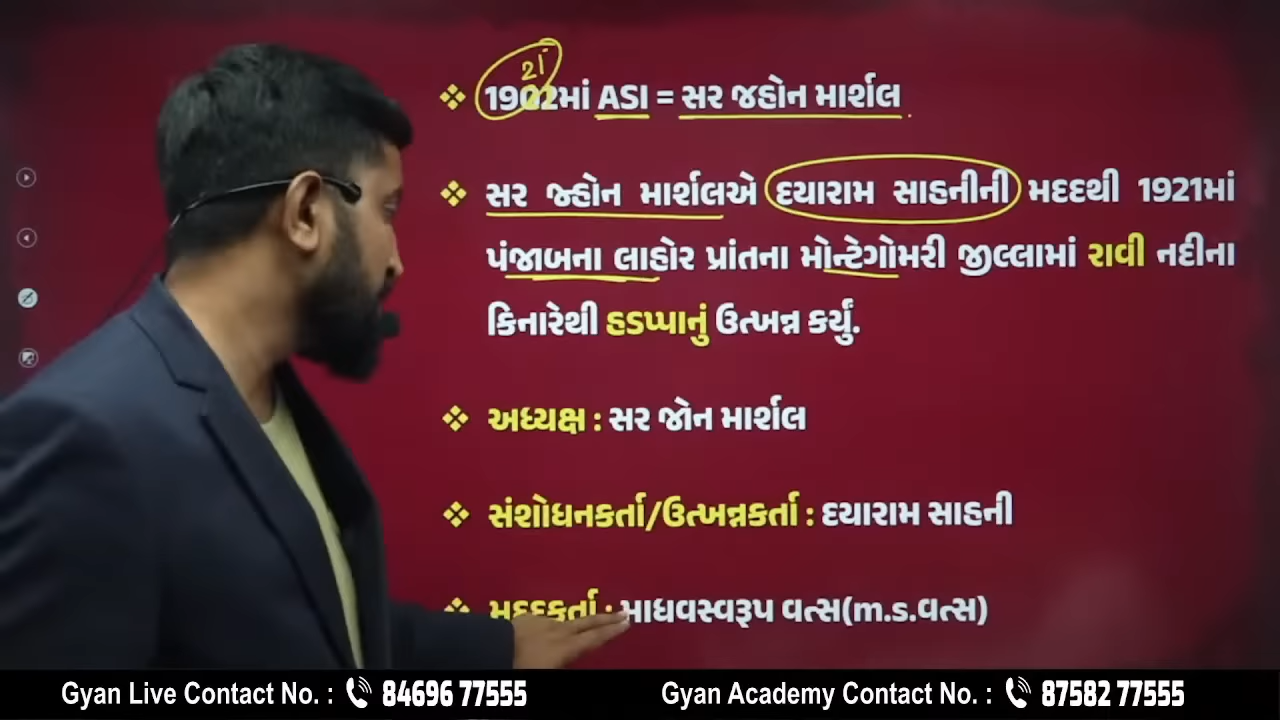 21
❖ 1902માં ASI = સર જહોન માર્શલ
❖ સર જ્હોન માર્શલએ દયારામ સાહનીની મદદથી 1921માં
પંજાબના લાહોર પ્રાંતના મોન્ટેગોમરી જીલ્લામાં રાવી નદીના
કિનારેથી હડપ્પાનું ઉત્ખન્ન કર્યું.
❖ અધ્યક્ષ : સર જોન માર્શલ
❖ સંશોધનકર્તા/ઉત્ખન્નકર્તા : દયારામ સાહની
❖ મદદકર્તા : માધવસ્વરૂપ વત્સ(m.s.વત્સ)
Gyan Live Contact No. : 84696 77555
Gyan Academy Contact No. : 87582 77555